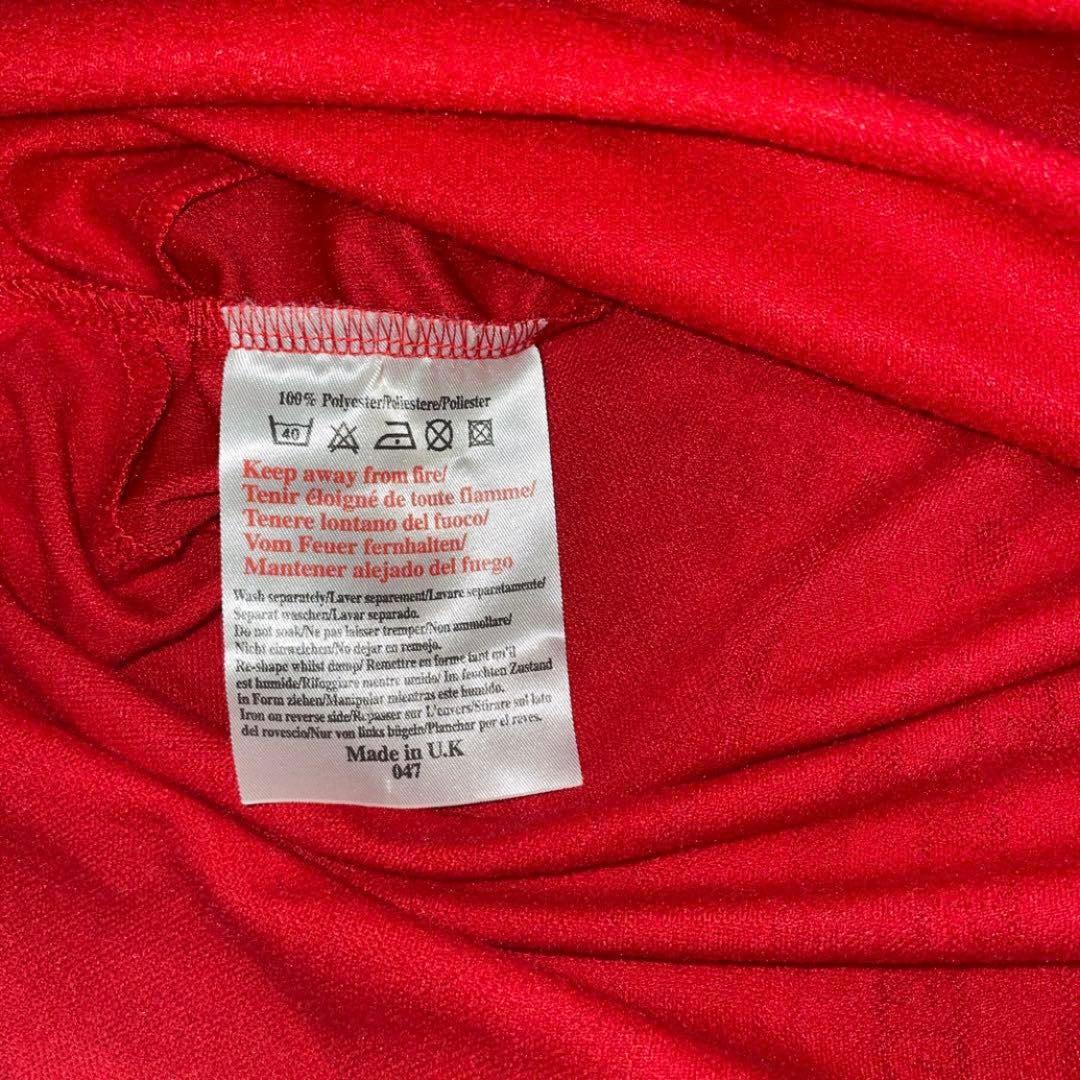 100% Polyester/Poliestere/Poliester
40
Keep away from fire/
Tenir éloigné de toute flamme/
Tenere lontano del fuoco/
Vom Feuer fernhalten/
Mantener alejado del fuego
Wash separately/Laver separement/Lavare separatamente/
Separat waschen/Lavar separado.
Do not soak/Ne pas laisser tremper/Non ammollare/
Nicht einweichen/No dejar en remojo.
Re-shape whilst damp/ Remettre en forme tant qu'il
est humide/Rifoggiare mentre umido/ Im feuchten Zustand
in Form ziehen/Manipolar mientras este humido.
Iron on reverse side/Repasser sur L'envers/Stirare sul lato
del rovescio/Nur von links bügeln/Planchar por el reves.
Made in U.K
047